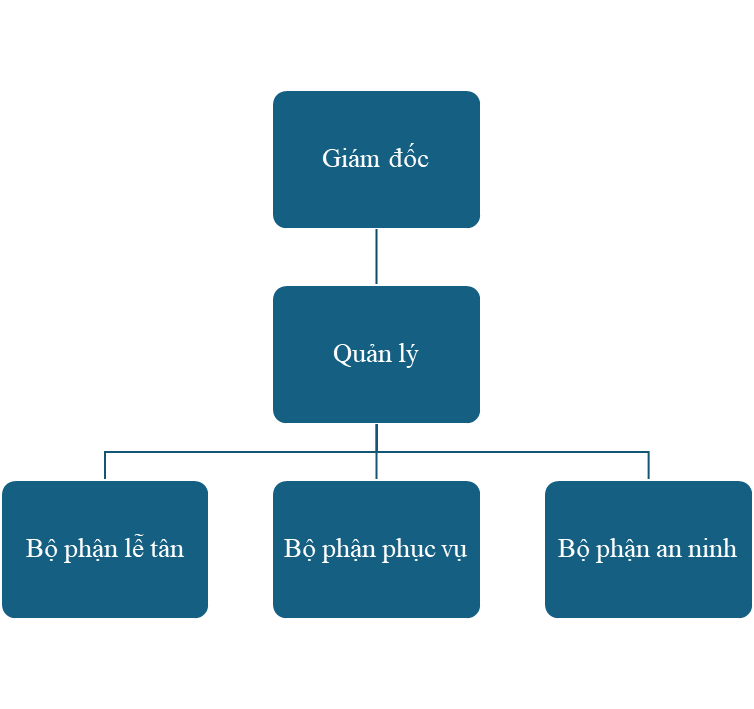 Giám đốc
Quản lý
Bộ phận lễ tân
Bộ phận phục vụ
Bộ phận an ninh